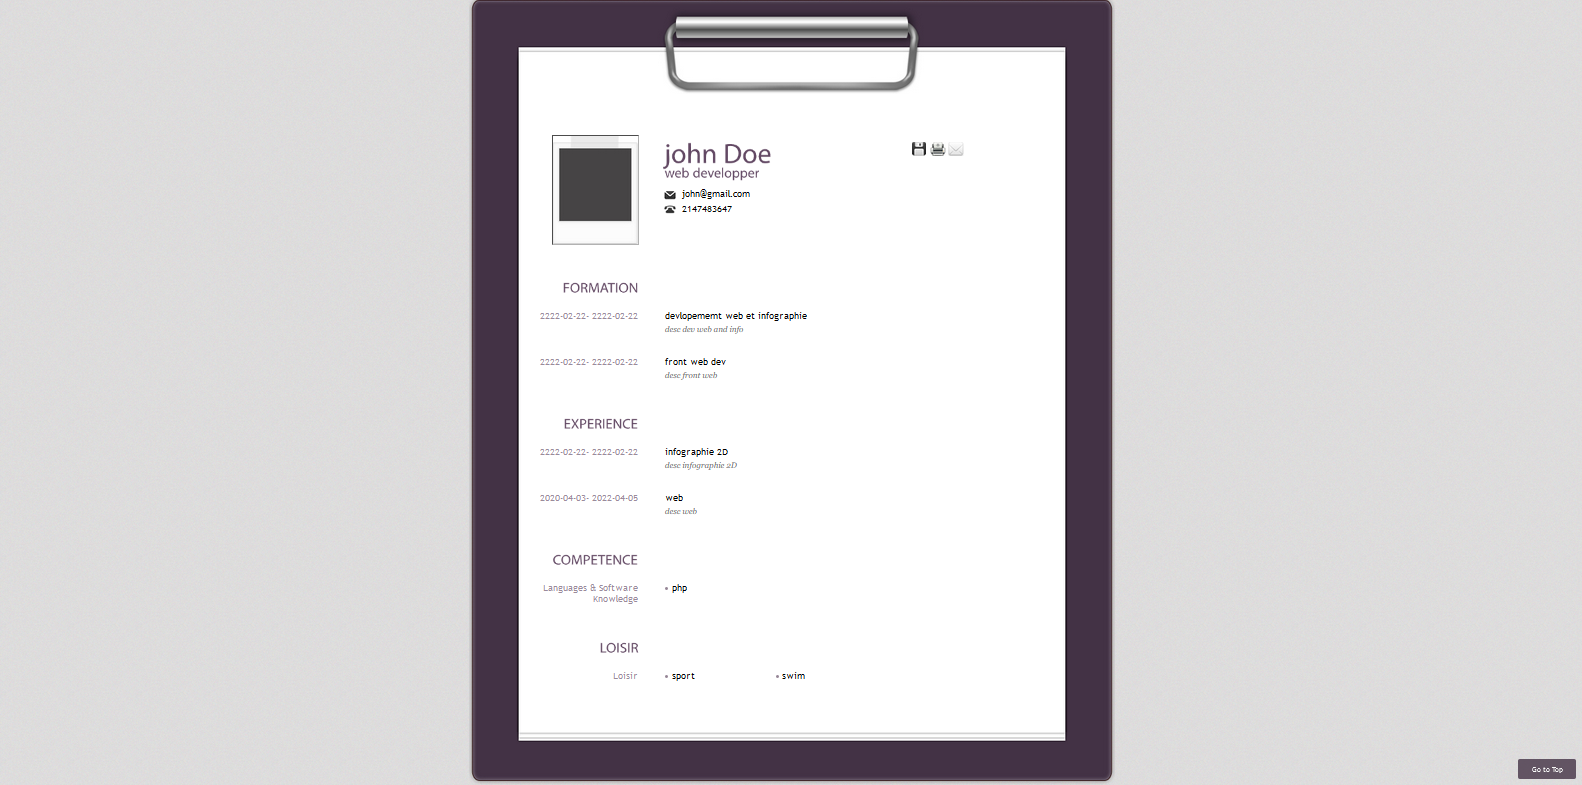 john Doe
web developper
john@gmail.com
2147483647
FORMATION
2222-02-22- 2222-02-22
devlopememt web et infographie
desc dev web and info
2222-02-22- 2222-02-22
front web dev
desc front web
EXPERIENCE
2222-02-22- 2222-02-22
infographie 2D
desc infographie 2D
2020-04-03- 2022-04-05
web
desc web
COMPETENCE
Languages & Software
Knowledge
• php
LOISIR
Loisir
• sport
• swim
Go to Top